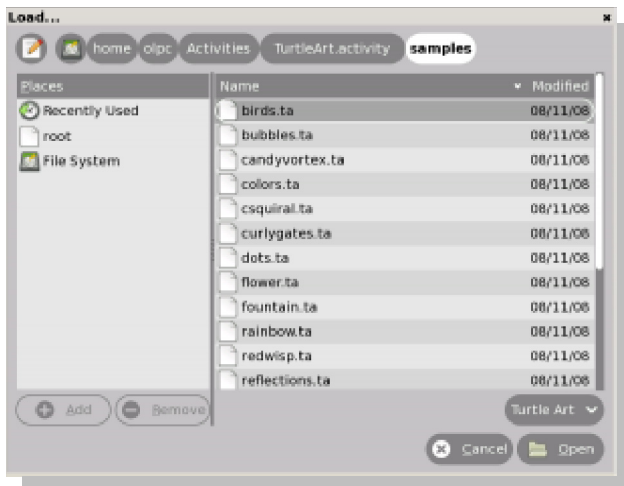 Load...
home olpc Activities TurtleArt.activity samples
Places
Recently Used
root
File System
Add Remove
Name Modified
birds.ta 08/11/08
bubbles.ta 08/11/08
candyvortex.ta 08/11/08
colors.ta 08/11/08
csquiral.ta 08/11/08
curlygates.ta 08/11/08
dots.ta 08/11/08
flower.ta 08/11/08
fountain.ta 08/11/08
rainbow.ta 08/11/08
redwisp.ta 08/11/08
reflections.ta 08/11/08
Turtle Art
Cancel Open